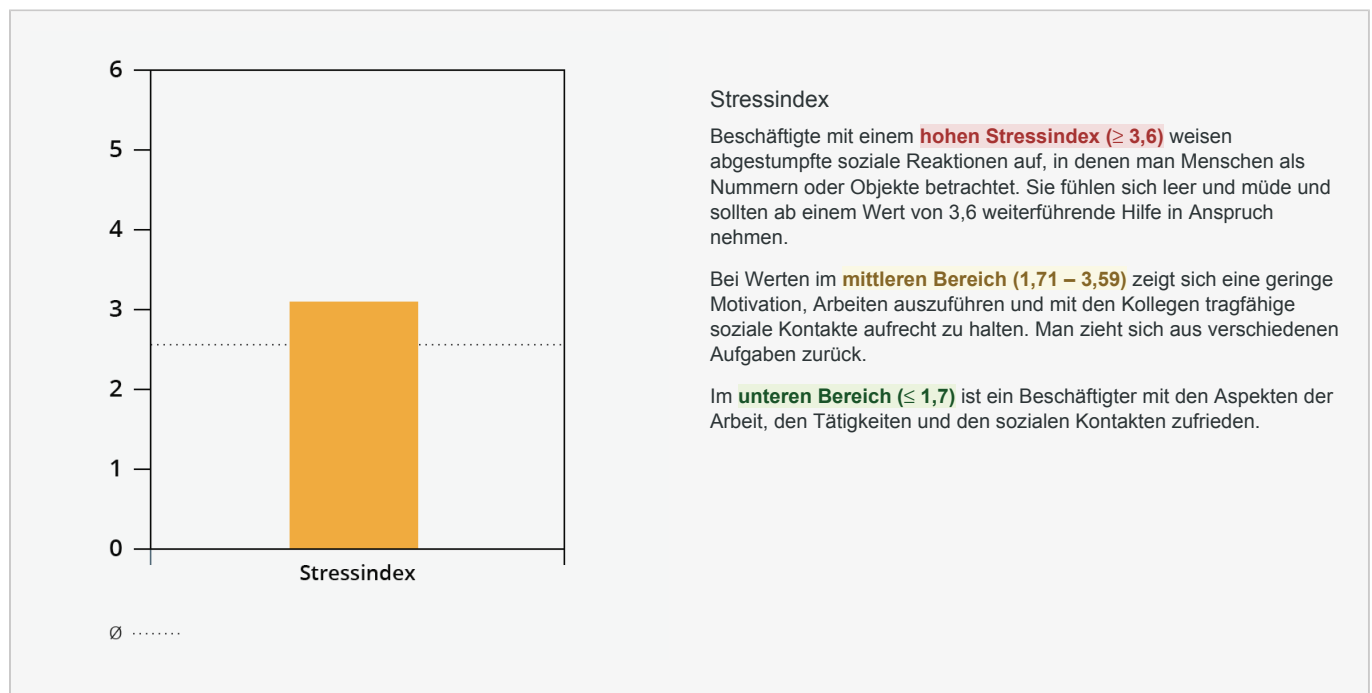 6
5
4
3
2
1
0
Stressindex
Ø ········
Stressindex
Beschäftigte mit einem hohen Stressindex (≥ 3,6) weisen
abgestumpfte soziale Reaktionen auf, in denen man Menschen als
Nummern oder Objekte betrachtet. Sie fühlen sich leer und müde und
sollten ab einem Wert von 3,6 weiterführende Hilfe in Anspruch
nehmen.
Bei Werten im mittleren Bereich (1,71 – 3,59) zeigt sich eine geringe
Motivation, Arbeiten auszuführen und mit den Kollegen tragfähige
soziale Kontakte aufrecht zu halten. Man zieht sich aus verschiedenen
Aufgaben zurück.
Im unteren Bereich (≤ 1,7) ist ein Beschäftigter mit den Aspekten der
Arbeit, den Tätigkeiten und den sozialen Kontakten zufrieden.